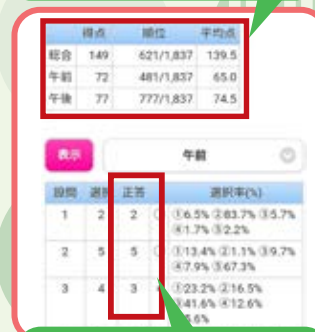 得点 順位 平均点
総合 149 621/1,837 139.5
午前 72 481/1,837 65.0
午後 77 777/1,837 74.5
表示 午前
設問 選択 正答 選択率(%)
1 2 2 ①6.5% ②83.7% ③5.7%
④1.7% ⑤2.2%
2 5 5 ①13.4% ②1.1% ③9.7%
④7.9% ⑤67.3%
3 4 3 ①23.2% ②16.5%
③41.6% ④12.6%
5.6%